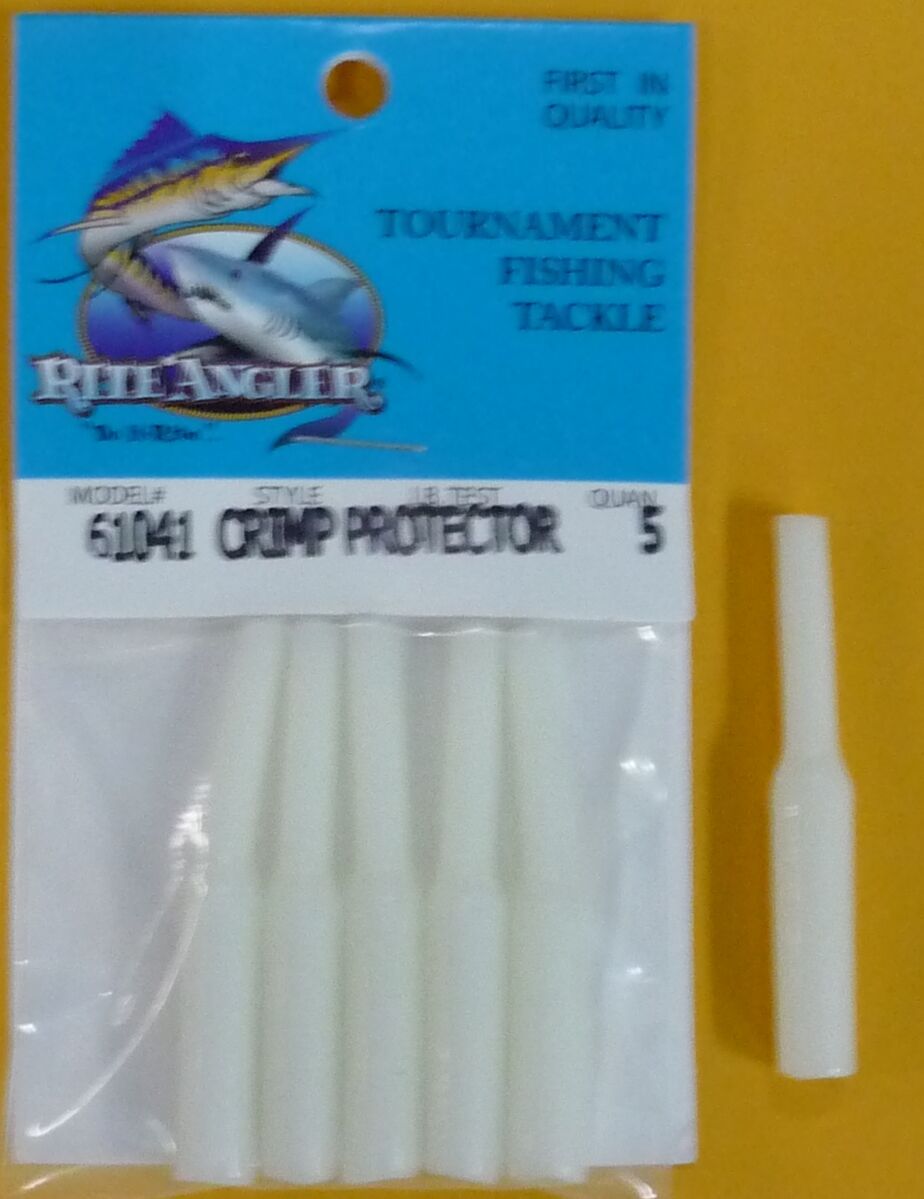 FIRST IN
QUALITY
TOURNAMENT
FISHING
TACKLE
RITE ANGLER
MODEL# STYLE LB. TEST QUAN.
61041 CRIMP PROTECTOR 5